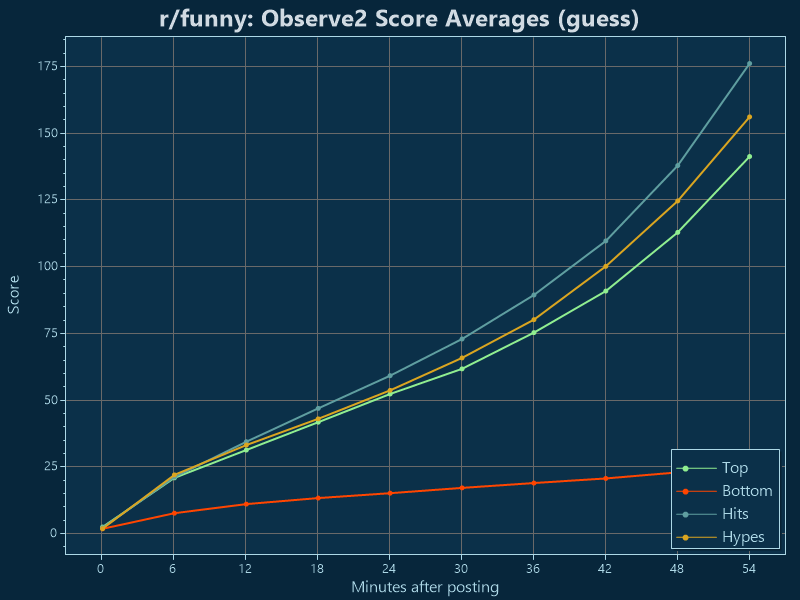 r/funny: Observe2 Score Averages (guess)
175
150
125
100
75
50
25
0
Score
0 6 12 18 24 30 36 42 48 54
Minutes after posting
Top
Bottom
Hits
Hypes